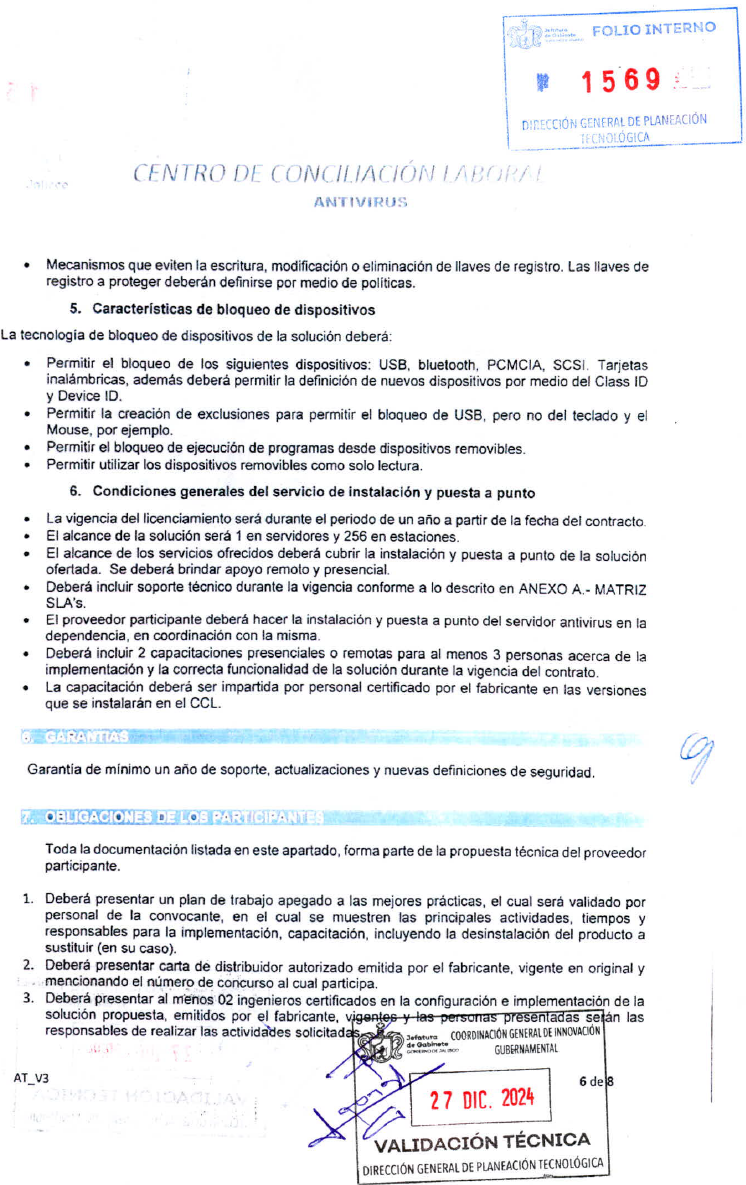 Jefatura de Gabinete
FOLIO INTERNO
1569
DIRECCIÓN GENERAL DE PLANEACIÓN
TECNOLÓGICA
Jalisco
CENTRO DE CONCILIACIÓN LABORAL
ANTIVIRUS
• Mecanismos que eviten la escritura, modificación o eliminación de llaves de registro. Las llaves de
registro a proteger deberán definirse por medio de políticas.
5. Características de bloqueo de dispositivos
La tecnología de bloqueo de dispositivos de la solución deberá:
• Permitir el bloqueo de los siguientes dispositivos: USB, bluetooth, PCMCIA, SCSI. Tarjetas
inalámbricas, además deberá permitir la definición de nuevos dispositivos por medio del Class ID
y Device ID.
• Permitir la creación de exclusiones para permitir el bloqueo de USB, pero no del teclado y el
Mouse, por ejemplo.
• Permitir el bloqueo de ejecución de programas desde dispositivos removibles.
• Permitir utilizar los dispositivos removibles como solo lectura.
6. Condiciones generales del servicio de instalación y puesta a punto
• La vigencia del licenciamiento será durante el periodo de un año a partir de la fecha del contracto.
• El alcance de la solución será 1 en servidores y 256 en estaciones.
• El alcance de los servicios ofrecidos deberá cubrir la instalación y puesta a punto de la solución
ofertada. Se deberá brindar apoyo remoto y presencial.
• Deberá incluir soporte técnico durante la vigencia conforme a lo descrito en ANEXO A.- MATRIZ
SLA's.
• El proveedor participante deberá hacer la instalación y puesta a punto del servidor antivirus en la
dependencia, en coordinación con la misma.
• Deberá incluir 2 capacitaciones presenciales o remotas para al menos 3 personas acerca de la
implementación y la correcta funcionalidad de la solución durante la vigencia del contrato.
• La capacitación deberá ser impartida por personal certificado por el fabricante en las versiones
que se instalarán en el CCL.
6. GARANTIAS
Garantía de mínimo un año de soporte, actualizaciones y nuevas definiciones de seguridad.
7. OBLIGACIONES DE LOS PARTICIPANTES
Toda la documentación listada en este apartado, forma parte de la propuesta técnica del proveedor
participante.
1. Deberá presentar un plan de trabajo apegado a las mejores prácticas, el cual será validado por
personal de la convocante, en el cual se muestren las principales actividades, tiempos y
responsables para la implementación, capacitación, incluyendo la desinstalación del producto a
sustituir (en su caso).
2. Deberá presentar carta de distribuidor autorizado emitida por el fabricante, vigente en original y
mencionando el número de concurso al cual participa.
3. Deberá presentar al menos 02 ingenieros certificados en la configuración e implementación de la
solución propuesta, emitidos por el fabricante, vigentes y las personas presentadas serán las
responsables de realizar las actividades solicitadas.
Jefatura de Gabinete
GOBIERNO DE JALISCO
COORDINACIÓN GENERAL DE INNOVACIÓN
GUBERNAMENTAL
AT_V3
6 de 8
27 DIC. 2024
VALIDACIÓN TÉCNICA
DIRECCIÓN GENERAL DE PLANEACIÓN TECNOLÓGICA